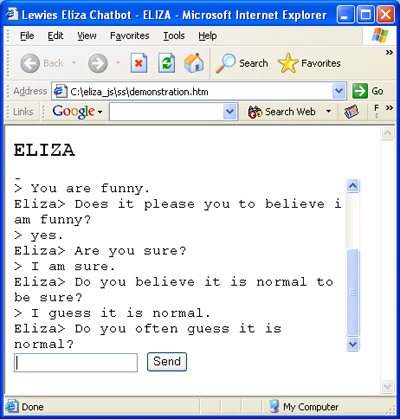 Lewies Eliza Chatbot - ELIZA - Microsoft Internet Explorer
File Edit View Favorites Tools Help
Back Search Favorites
Address C:\eliza_js\ss\demonstration.htm Go
Links Google Search Web F
ELIZA
> You are funny.
Eliza> Does it please you to believe i
am funny?
> yes.
Eliza> Are you sure?
> I am sure.
Eliza> Do you believe it is normal to
be sure?
> I guess it is normal.
Eliza> Do you often guess it is
normal?
Send
Done My Computer